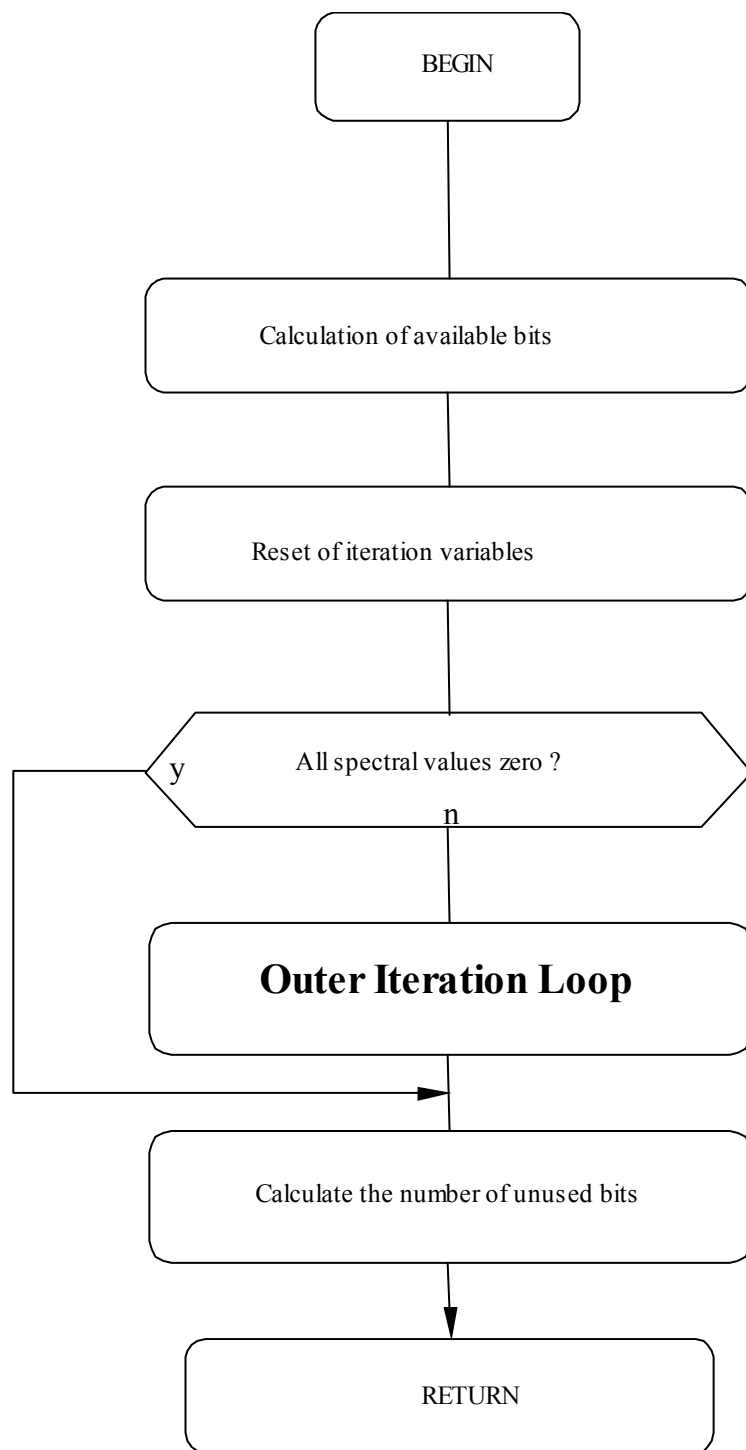 BEGIN
Calculation of available bits
Reset of iteration variables
All spectral values zero ?
y
n
Outer Iteration Loop
Calculate the number of unused bits
RETURN